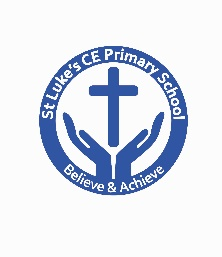 St Luke's CE Primary School
Believe & Achieve